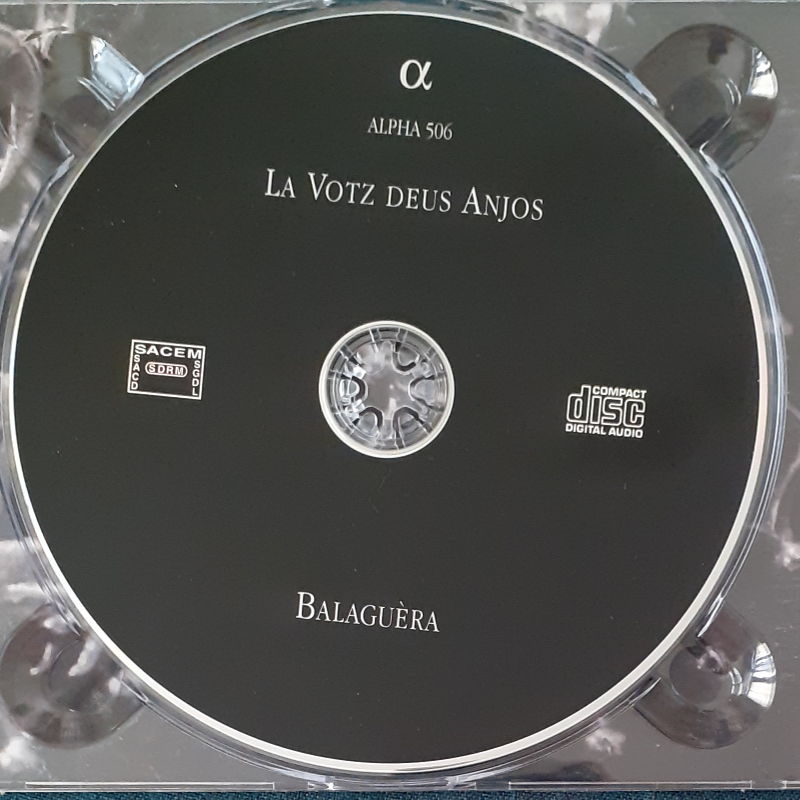 α
ALPHA 506
LA VOTZ DEUS ANJOS
SACEM
SACD
SDRM
SGDL
COMPACT
disc
DIGITAL AUDIO
BALAGUÈRA